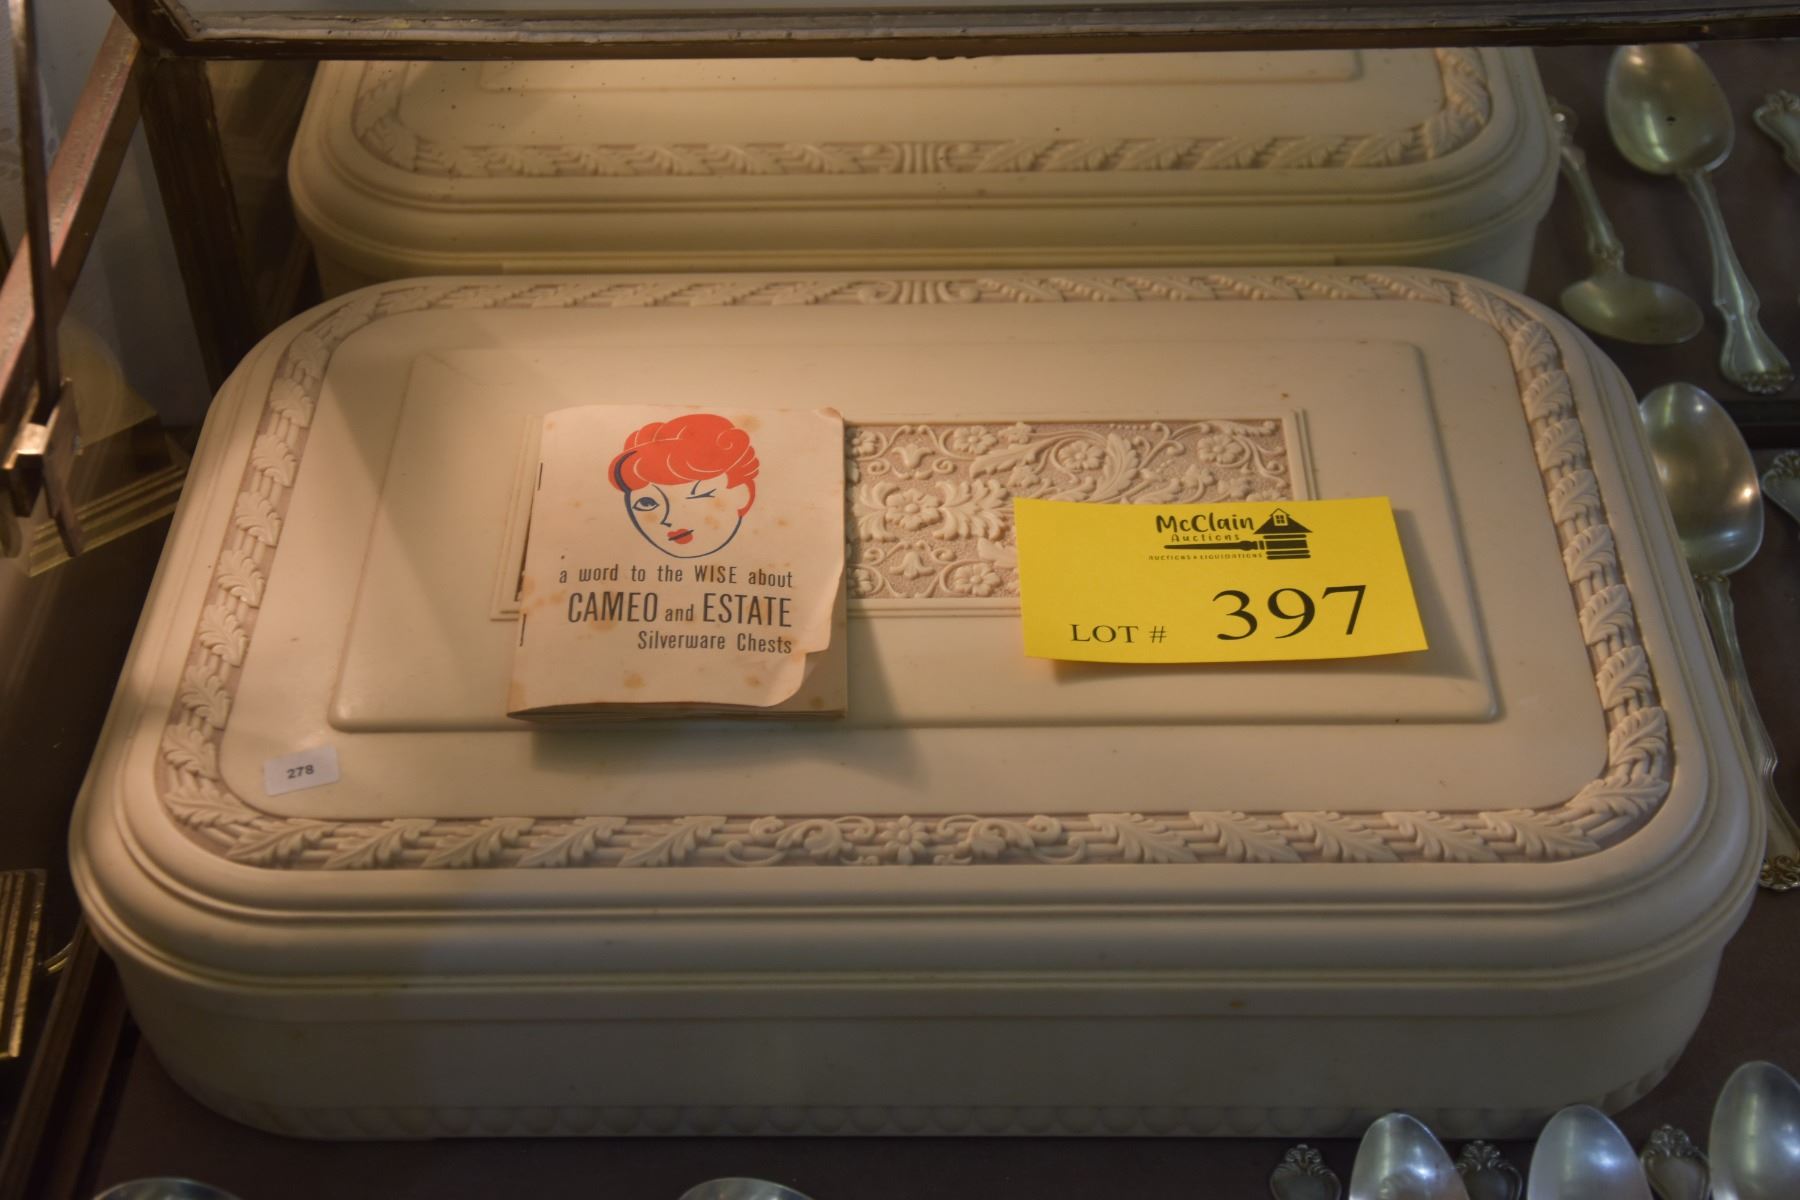 a word to the WISE about
CAMEO and ESTATE
Silverware Chests
McClain
Auctions
AUCTIONS & LIQUIDATIONS
LOT # 397
278